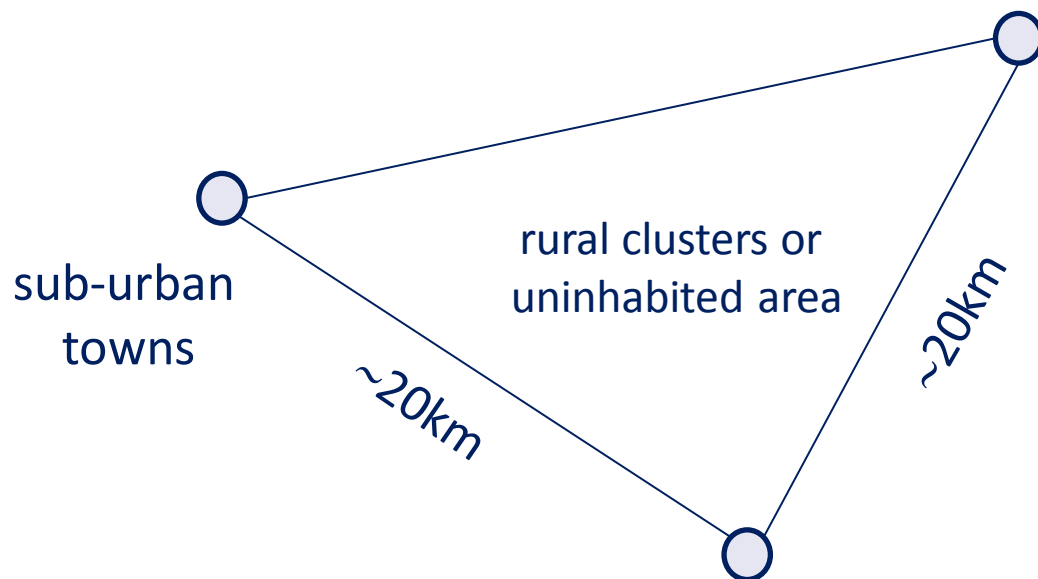 sub-urban
towns
rural clusters or
uninhabited area
~20km
~20km